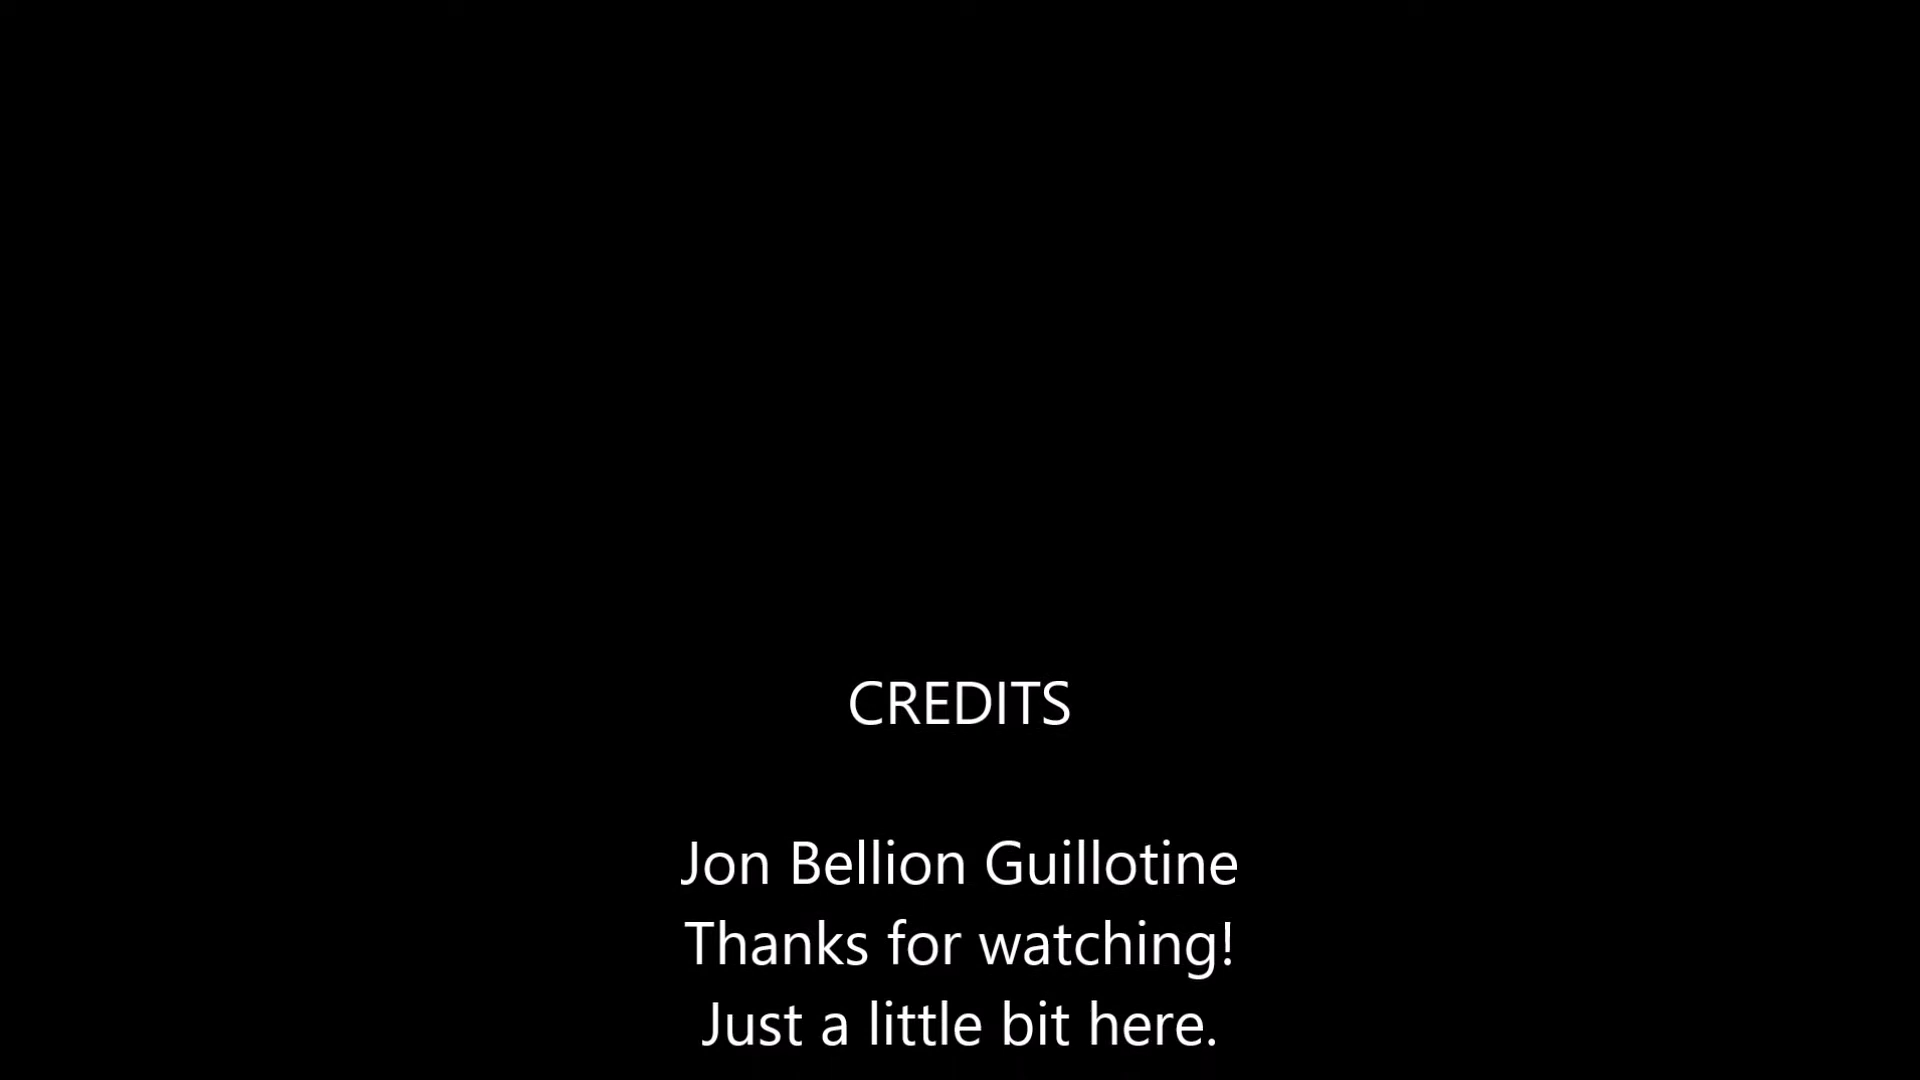 CREDITS
Jon Bellion Guillotine
Thanks for watching!
Just a little bit here.